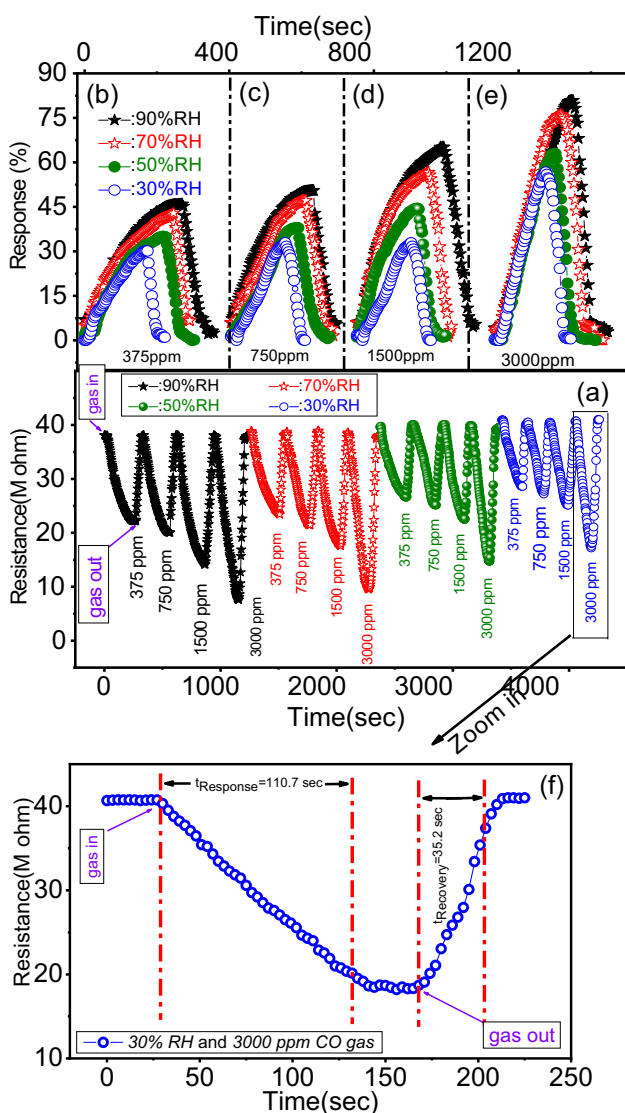 Time(sec)
0 400 800 1200
(b) (c) (d) (e)
:90%RH
:70%RH
:50%RH
:30%RH
Response (%)
90
75
60
45
30
15
0
375ppm 750ppm 1500ppm 3000ppm
gas in
:90%RH :70%RH
:50%RH :30%RH
(a)
Resistance(M ohm)
40
30
20
10
0
gas out
375 ppm
750 ppm
1500 ppm
3000 ppm
375 ppm
750 ppm
1500 ppm
3000 ppm
375 ppm
750 ppm
1500 ppm
3000 ppm
375 ppm
750 ppm
1500 ppm
3000 ppm
0 1000 2000 3000 4000
Time(sec)
Zoom in
(f)
tResponse=110.7 sec
tRecovery=35.2 sec
gas in
Resistance(M ohm)
40
30
20
10
gas out
30% RH and 3000 ppm CO gas
0 50 100 150 200 250
Time(sec)